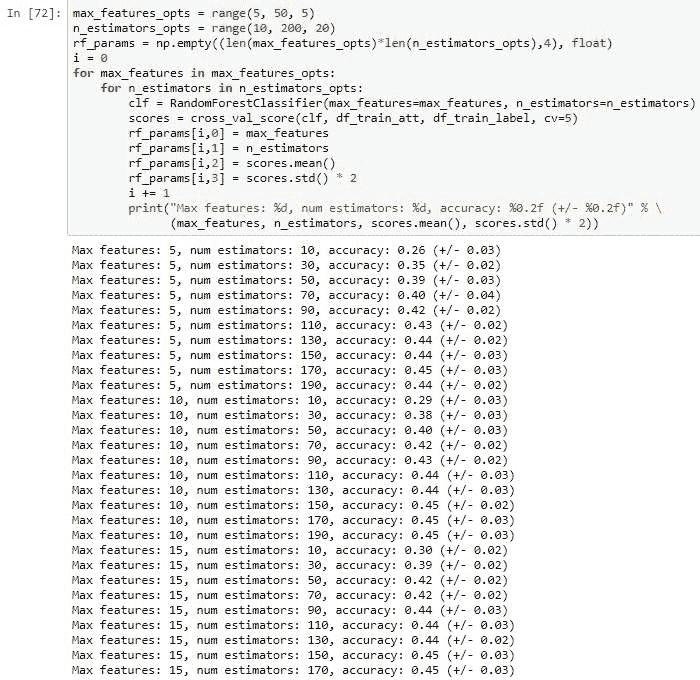 In [72]: max_features_opts = range(5, 50, 5)
n_estimators_opts = range(10, 200, 20)
rf_params = np.empty((len(max_features_opts)*len(n_estimators_opts),4), float)
i = 0
for max_features in max_features_opts:
    for n_estimators in n_estimators_opts:
        clf = RandomForestClassifier(max_features=max_features, n_estimators=n_estimators)
        scores = cross_val_score(clf, df_train_att, df_train_label, cv=5)
        rf_params[i,0] = max_features
        rf_params[i,1] = n_estimators
        rf_params[i,2] = scores.mean()
        rf_params[i,3] = scores.std() * 2
        i += 1
        print("Max features: %d, num estimators: %d, accuracy: %0.2f (+/- %0.2f)" % \
              (max_features, n_estimators, scores.mean(), scores.std() * 2))
Max features: 5, num estimators: 10, accuracy: 0.26 (+/- 0.03)
Max features: 5, num estimators: 30, accuracy: 0.35 (+/- 0.02)
Max features: 5, num estimators: 50, accuracy: 0.39 (+/- 0.03)
Max features: 5, num estimators: 70, accuracy: 0.40 (+/- 0.04)
Max features: 5, num estimators: 90, accuracy: 0.42 (+/- 0.02)
Max features: 5, num estimators: 110, accuracy: 0.43 (+/- 0.02)
Max features: 5, num estimators: 130, accuracy: 0.44 (+/- 0.02)
Max features: 5, num estimators: 150, accuracy: 0.44 (+/- 0.03)
Max features: 5, num estimators: 170, accuracy: 0.45 (+/- 0.03)
Max features: 5, num estimators: 190, accuracy: 0.44 (+/- 0.02)
Max features: 10, num estimators: 10, accuracy: 0.29 (+/- 0.03)
Max features: 10, num estimators: 30, accuracy: 0.38 (+/- 0.03)
Max features: 10, num estimators: 50, accuracy: 0.40 (+/- 0.03)
Max features: 10, num estimators: 70, accuracy: 0.42 (+/- 0.02)
Max features: 10, num estimators: 90, accuracy: 0.43 (+/- 0.02)
Max features: 10, num estimators: 110, accuracy: 0.44 (+/- 0.03)
Max features: 10, num estimators: 130, accuracy: 0.44 (+/- 0.03)
Max features: 10, num estimators: 150, accuracy: 0.45 (+/- 0.02)
Max features: 10, num estimators: 170, accuracy: 0.45 (+/- 0.03)
Max features: 10, num estimators: 190, accuracy: 0.45 (+/- 0.03)
Max features: 15, num estimators: 10, accuracy: 0.30 (+/- 0.02)
Max features: 15, num estimators: 30, accuracy: 0.39 (+/- 0.02)
Max features: 15, num estimators: 50, accuracy: 0.42 (+/- 0.02)
Max features: 15, num estimators: 70, accuracy: 0.42 (+/- 0.02)
Max features: 15, num estimators: 90, accuracy: 0.44 (+/- 0.03)
Max features: 15, num estimators: 110, accuracy: 0.44 (+/- 0.03)
Max features: 15, num estimators: 130, accuracy: 0.44 (+/- 0.02)
Max features: 15, num estimators: 150, accuracy: 0.45 (+/- 0.03)
Max features: 15, num estimators: 170, accuracy: 0.45 (+/- 0.03)